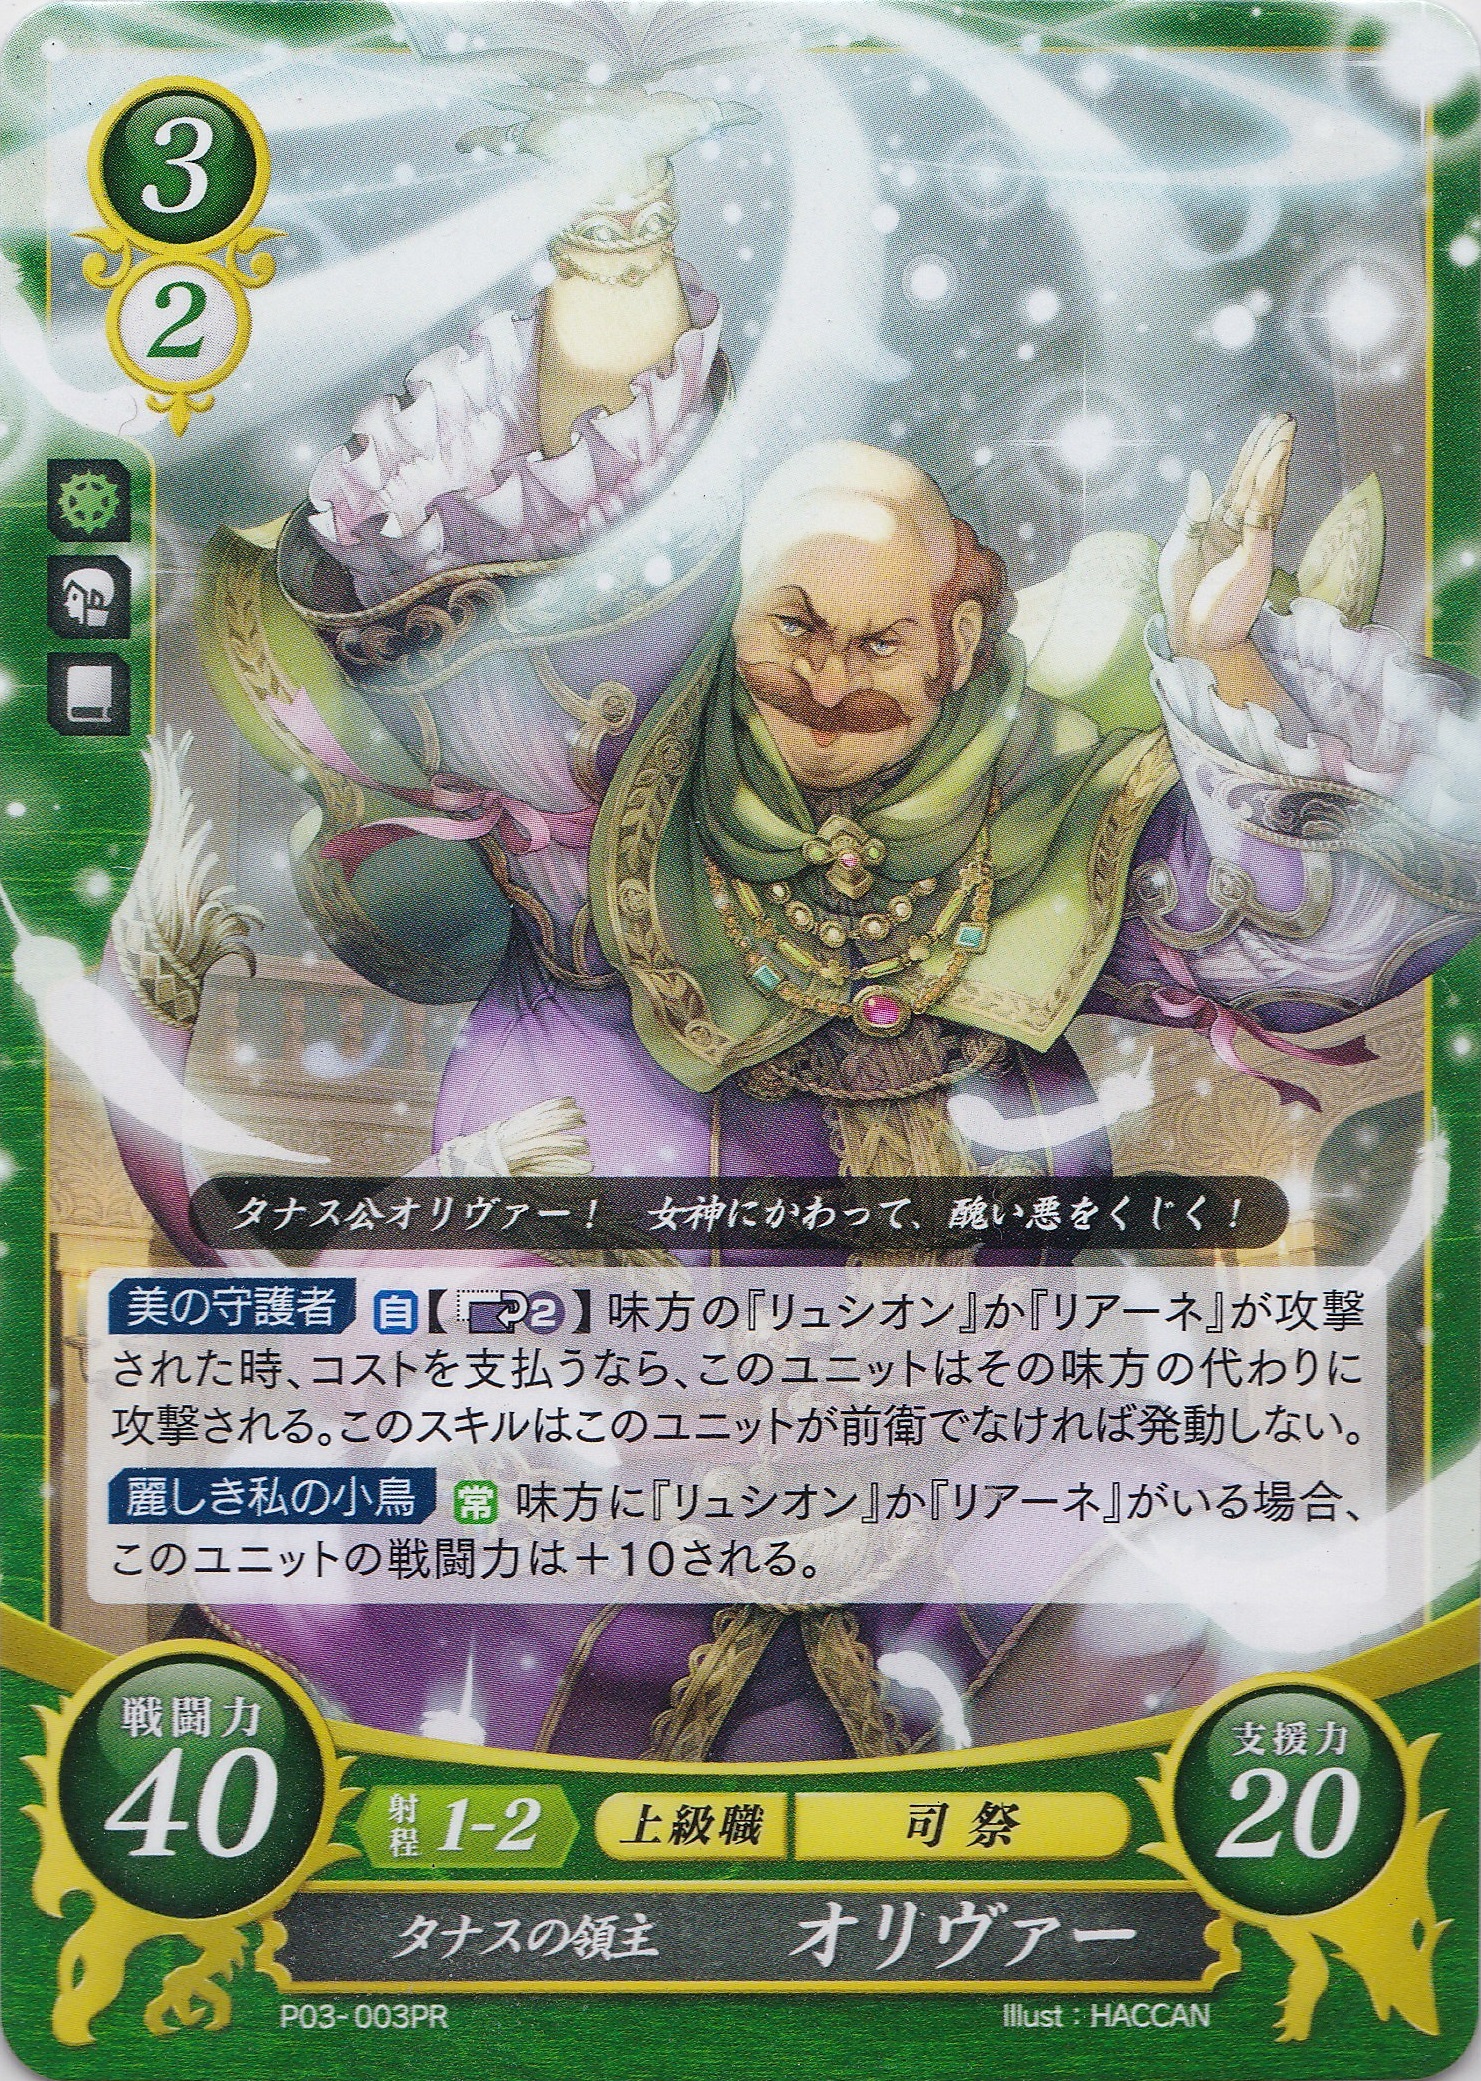 3
2
タナス公オリヴァー！　女神にかわって、醜い悪をくじく！
美の守護者 自【2】味方の『リュシオン』か『リアーネ』が攻撃
された時、コストを支払うなら、このユニットはその味方の代わりに
攻撃される。このスキルはこのユニットが前衛でなければ発動しない。
麗しき私の小鳥 常 味方に『リュシオン』か『リアーネ』がいる場合、
このユニットの戦闘力は＋10される。
戦闘力
40
射程 1-2
上級職
司祭
支援力
20
タナスの領主　オリヴァー
P03-003PR
Illust：HACCAN